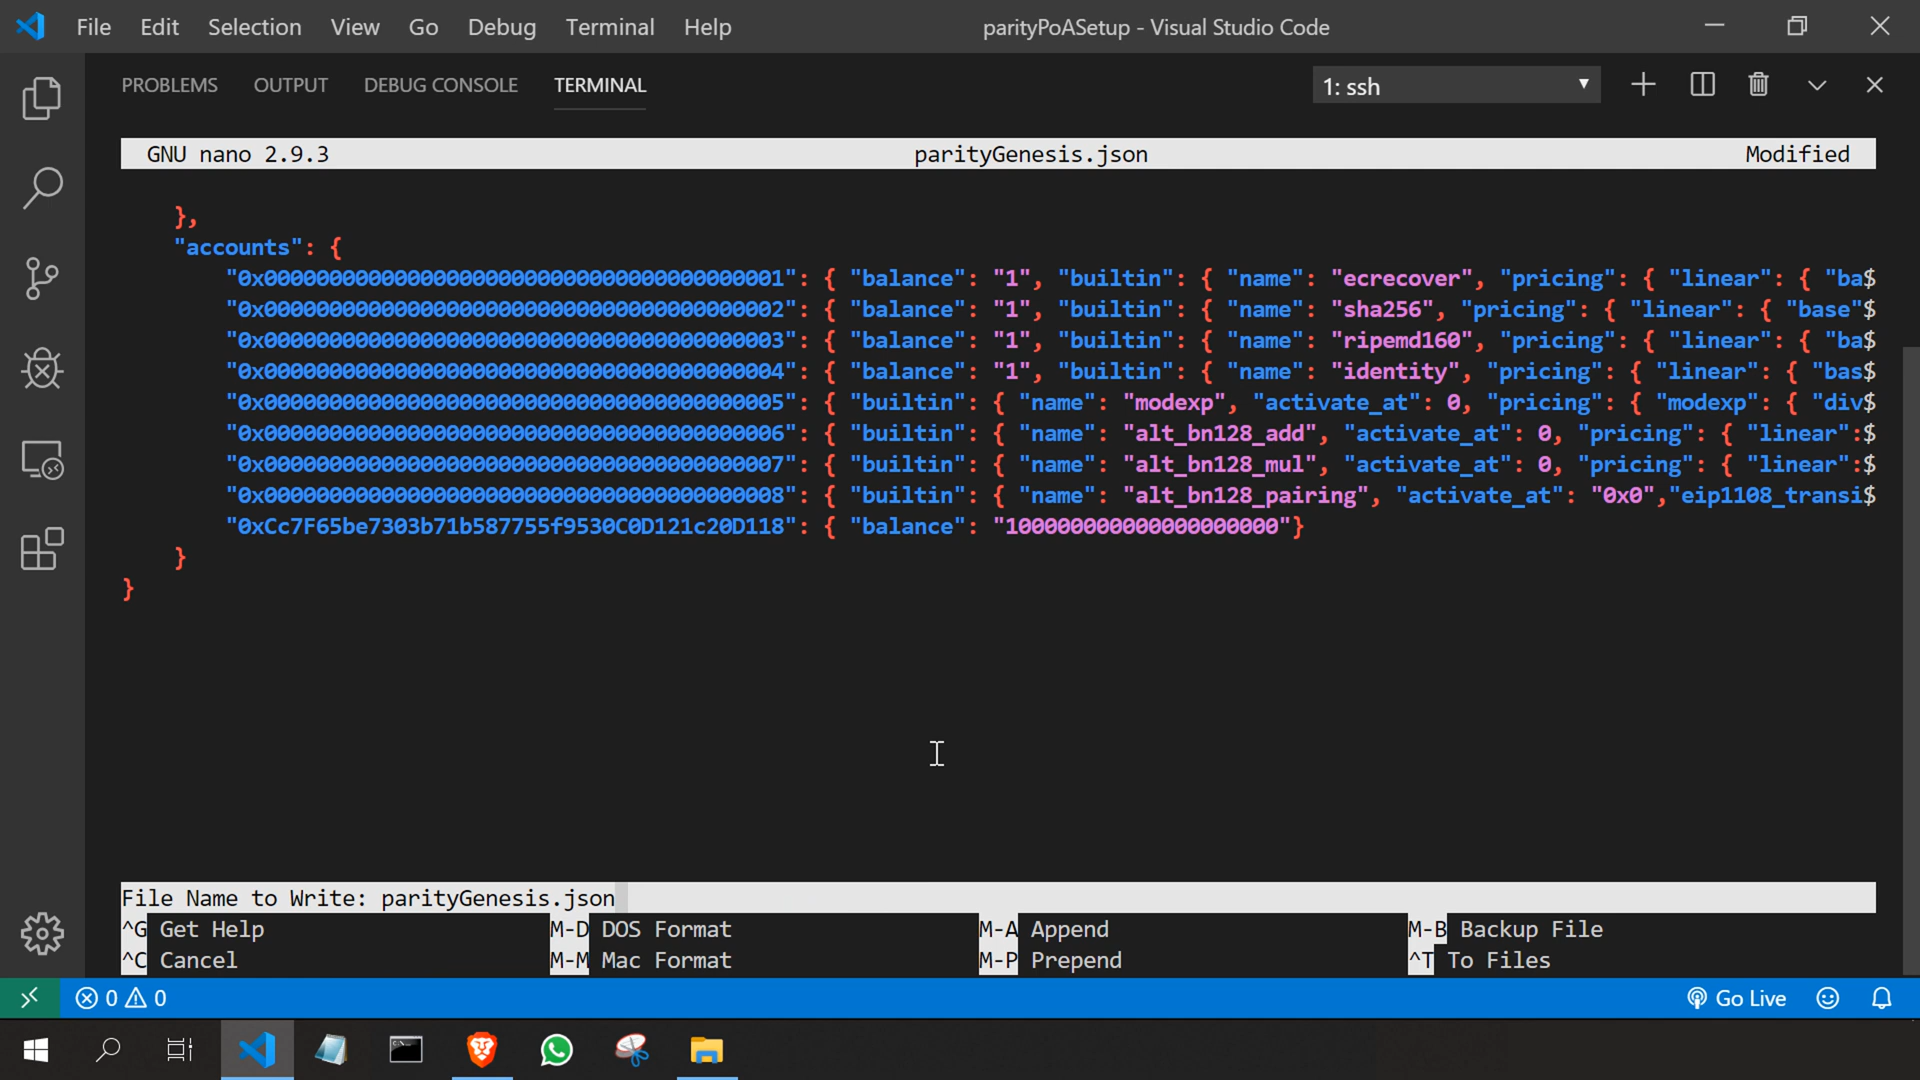 File Edit Selection View Go Debug Terminal Help parityPoASetup - Visual Studio Code
PROBLEMS OUTPUT DEBUG CONSOLE TERMINAL 1: ssh
GNU nano 2.9.3 parityGenesis.json Modified
},
"accounts": {
"0x0000000000000000000000000000000000000001": { "balance": "1", "builtin": { "name": "ecrecover", "pricing": { "linear": { "ba$
"0x0000000000000000000000000000000000000002": { "balance": "1", "builtin": { "name": "sha256", "pricing": { "linear": { "base"$
"0x0000000000000000000000000000000000000003": { "balance": "1", "builtin": { "name": "ripemd160", "pricing": { "linear": { "ba$
"0x0000000000000000000000000000000000000004": { "balance": "1", "builtin": { "name": "identity", "pricing": { "linear": { "bas$
"0x0000000000000000000000000000000000000005": { "builtin": { "name": "modexp", "activate_at": 0, "pricing": { "modexp": { "div$
"0x0000000000000000000000000000000000000006": { "builtin": { "name": "alt_bn128_add", "activate_at": 0, "pricing": { "linear":$
"0x0000000000000000000000000000000000000007": { "builtin": { "name": "alt_bn128_mul", "activate_at": 0, "pricing": { "linear":$
"0x0000000000000000000000000000000000000008": { "builtin": { "name": "alt_bn128_pairing", "activate_at": "0x0","eip1108_transi$
"0xCc7F65be7303b71b587755f9530C0D121c20D118": { "balance": "100000000000000000000"}
}
}
File Name to Write: parityGenesis.json
^G Get Help M-D DOS Format M-A Append M-B Backup File
^C Cancel M-M Mac Format M-P Prepend ^T To Files
0 0 Go Live